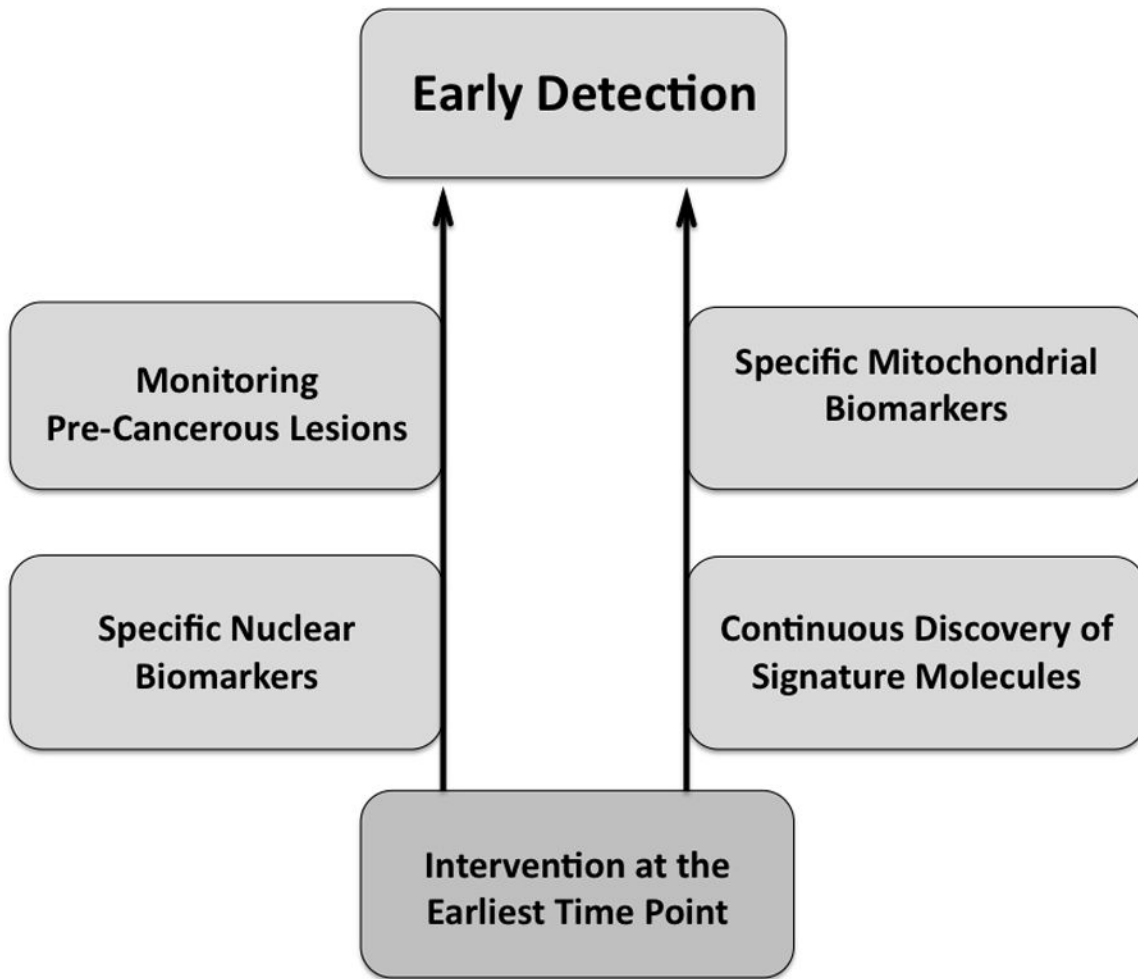 Early Detection
Monitoring
Pre-Cancerous Lesions
Specific Mitochondrial
Biomarkers
Specific Nuclear
Biomarkers
Continuous Discovery of
Signature Molecules
Intervention at the
Earliest Time Point